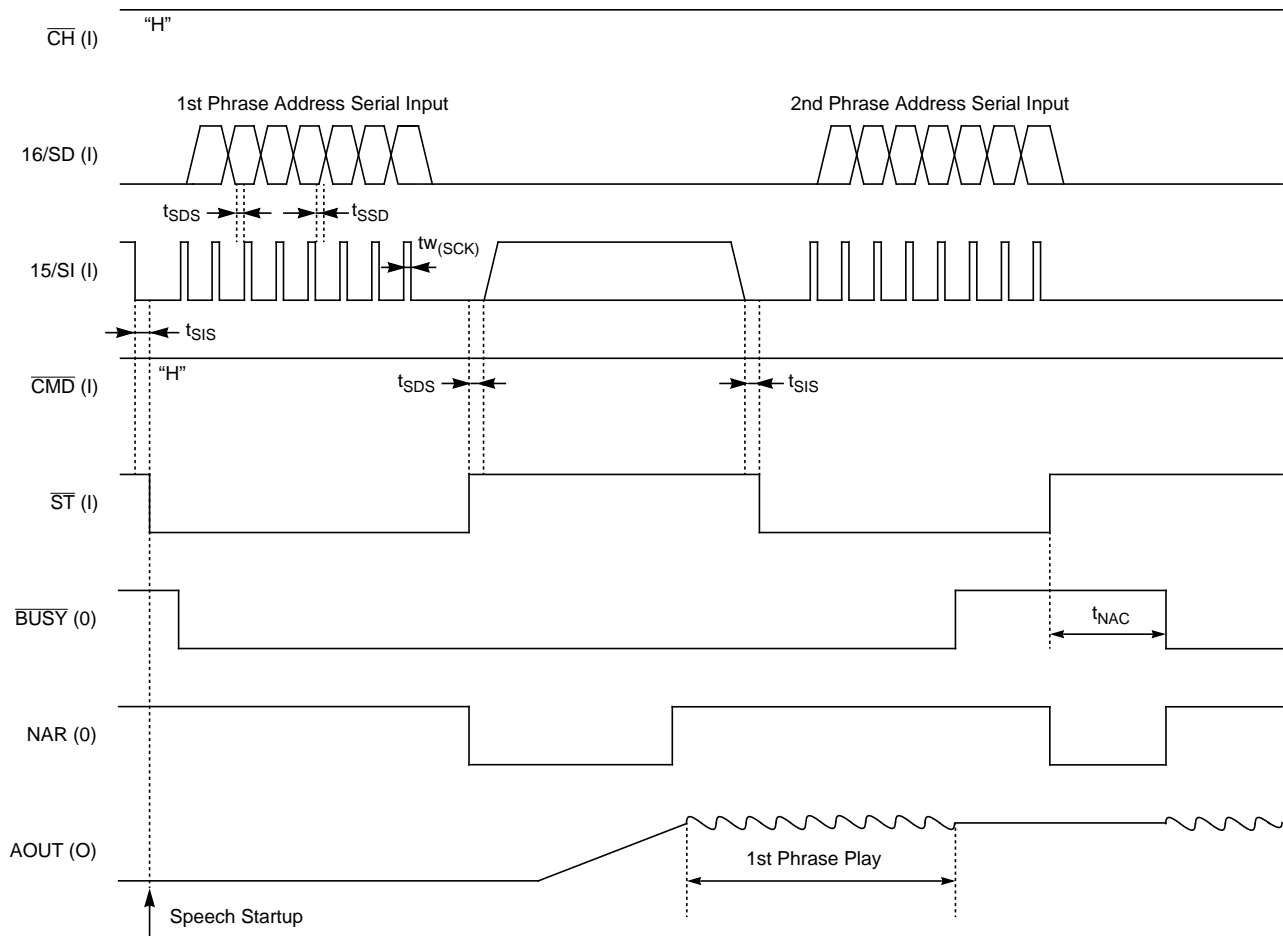 CH (I)
“H”
1st Phrase Address Serial Input
2nd Phrase Address Serial Input
16/SD (I)
tSDS
tSSD
15/SI (I)
tw(SCK)
tSIS
CMD (I)
“H”
tSDS
tSIS
ST (I)
BUSY (0)
tNAC
NAR (0)
AOUT (O)
1st Phrase Play
Speech Startup